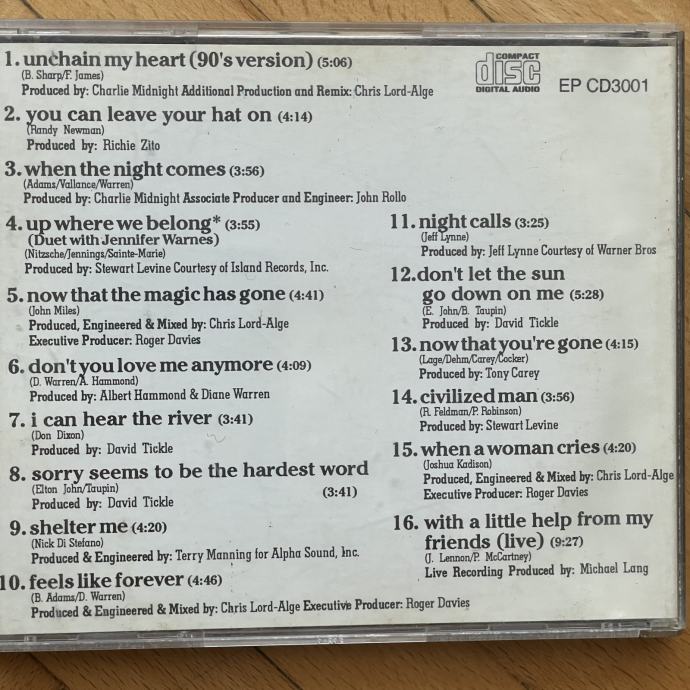 1. unchain my heart (90's version) (5:06)
(B. Sharp/F. James)
Produced by: Charlie Midnight Additional Production and Remix: Chris Lord-Alge
COMPACT
disc
DIGITAL AUDIO
EP CD3001
2. you can leave your hat on (4:14)
(Randy Newman)
Produced by: Richie Zito
3. when the night comes (3:56)
(Adams/Vallance/Warren)
Produced by: Charlie Midnight Associate Producer and Engineer: John Rollo
4. up where we belong* (3:55)
(Duet with Jennifer Warnes)
(Nitzsche/Jennings/Sainte-Marie)
Produced by: Stewart Levine Courtesy of Island Records, Inc.
5. now that the magic has gone (4:41)
(John Miles)
Produced, Engineered & Mixed by: Chris Lord-Alge
Executive Producer: Roger Davies
6. don't you love me anymore (4:09)
(D. Warren/A. Hammond)
Produced by: Albert Hammond & Diane Warren
7. i can hear the river (3:41)
(Don Dixon)
Produced by: David Tickle
8. sorry seems to be the hardest word
(Elton John/Taupin)
(3:41)
Produced by: David Tickle
9. shelter me (4:20)
(Nick Di Stefano)
Produced & Engineered by: Terry Manning for Alpha Sound, Inc.
10. feels like forever (4:46)
(B. Adams/D. Warren)
Produced & Engineered & Mixed by: Chris Lord-Alge Executive Producer: Roger Davies
11. night calls (3:25)
(Jeff Lynne)
Produced by: Jeff Lynne Courtesy of Warner Bros
12. don't let the sun
go down on me (5:28)
(E. John/B. Taupin)
Produced by: David Tickle
13. now that you're gone (4:15)
(Lage/Dehm/Carey/Cocker)
Produced by: Tony Carey
14. civilized man (3:56)
(R. Feldman/P. Robinson)
Produced by: Stewart Levine
15. when a woman cries (4:20)
(Joshua Kadison)
Produced, Engineered & Mixed by: Chris Lord-Alge
Executive Producer: Roger Davies
16. with a little help from my
friends (live) (9:27)
(J. Lennon/P. McCartney)
Live Recording Produced by: Michael Lang